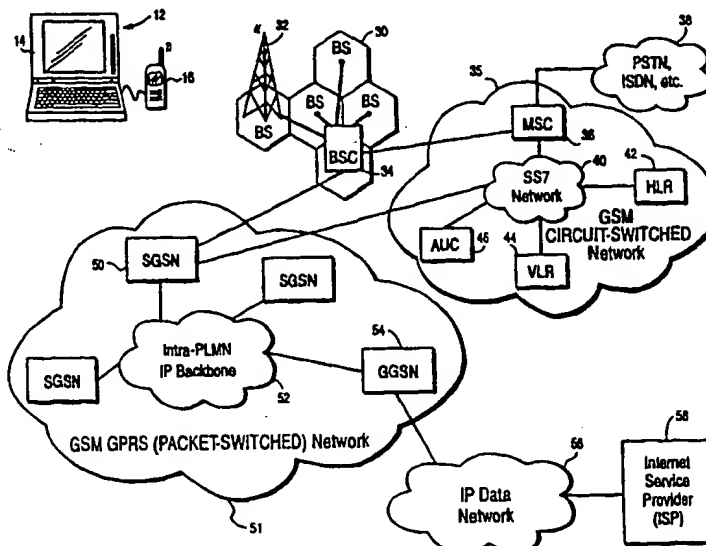 12
14
16
32
30
BS
BS
BS
BS
BSC
34
38
PSTN,
ISDN, etc.
35
MSC
36
40
SS7
Network
42
HLR
GSM
CIRCUIT-SWITCHED
Network
AUC
46
44
VLR
50
SGSN
SGSN
SGSN
Intra-PLMN
IP Backbone
52
54
GGSN
GSM GPRS (PACKET-SWITCHED) Network
51
56
IP Data
Network
58
Internet
Service
Provider
(ISP)